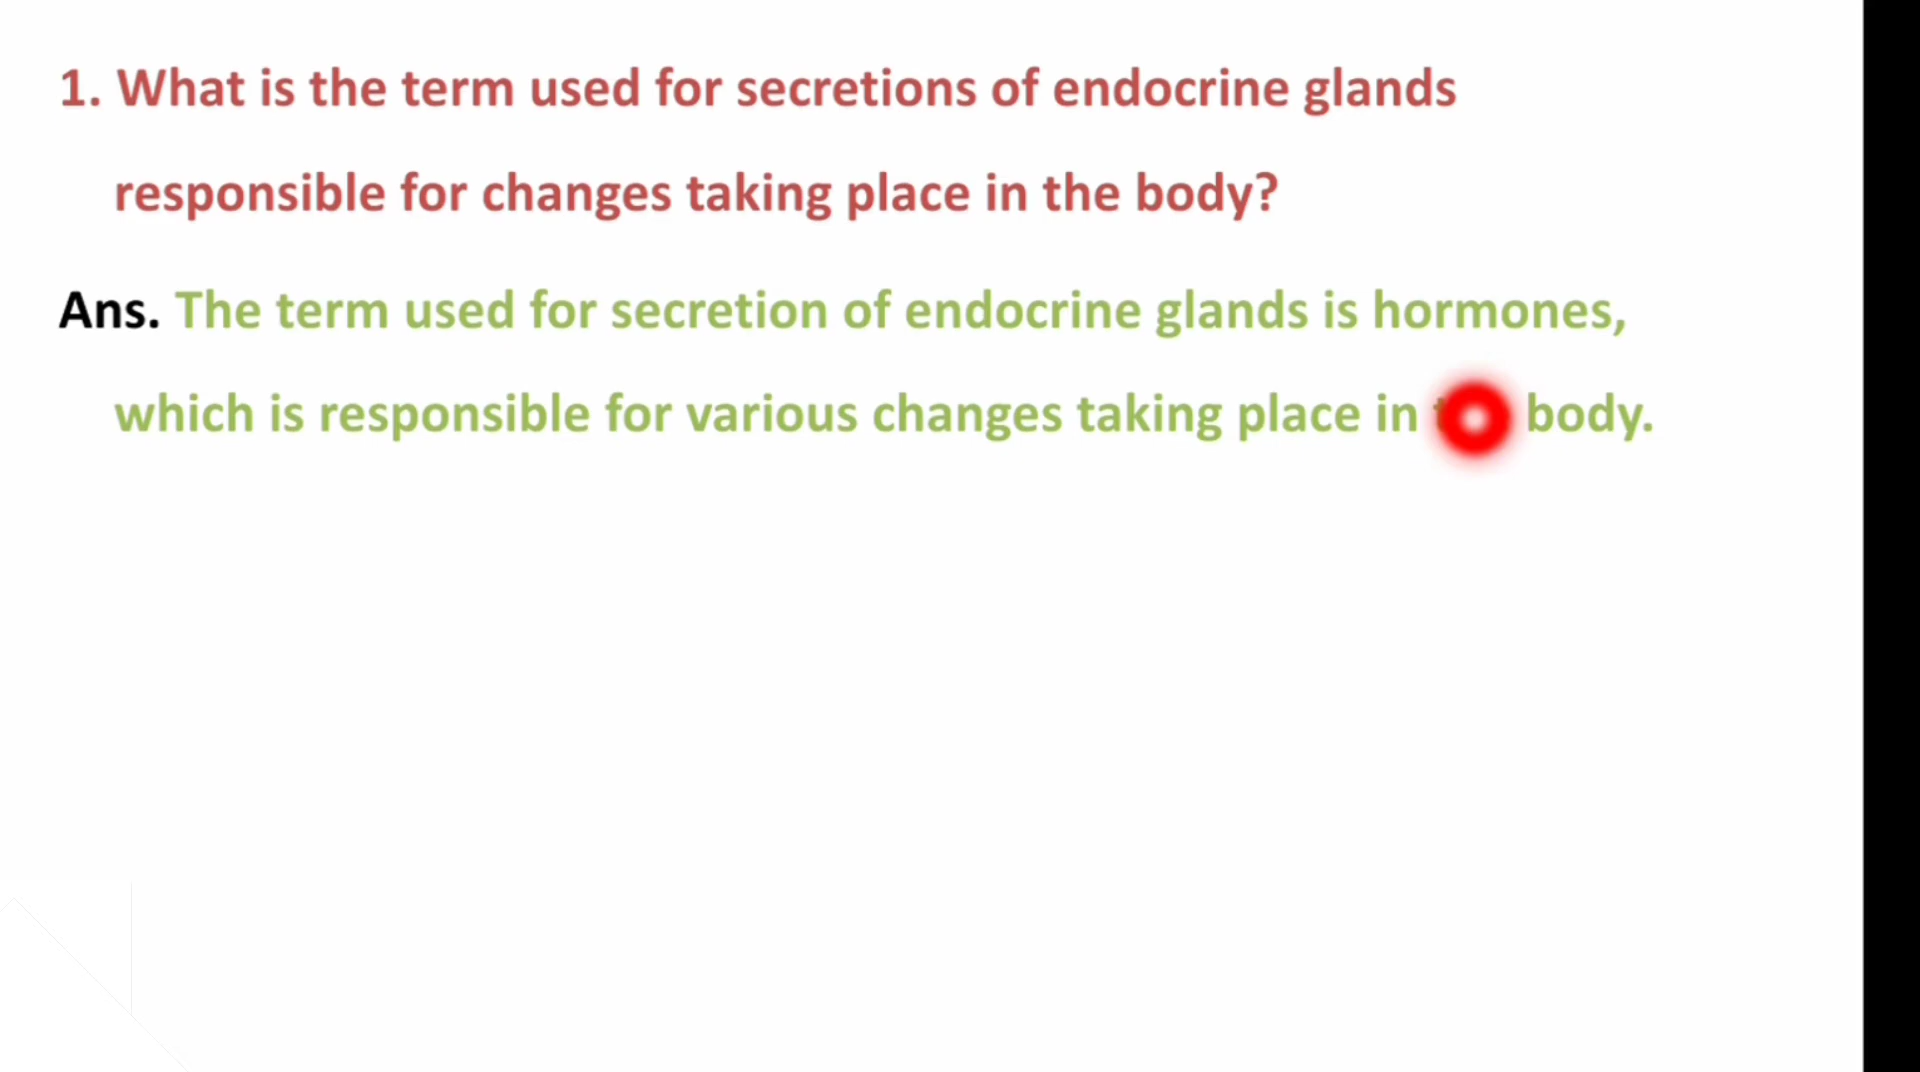 1. What is the term used for secretions of endocrine glands
responsible for changes taking place in the body?
Ans. The term used for secretion of endocrine glands is hormones,
which is responsible for various changes taking place in body.